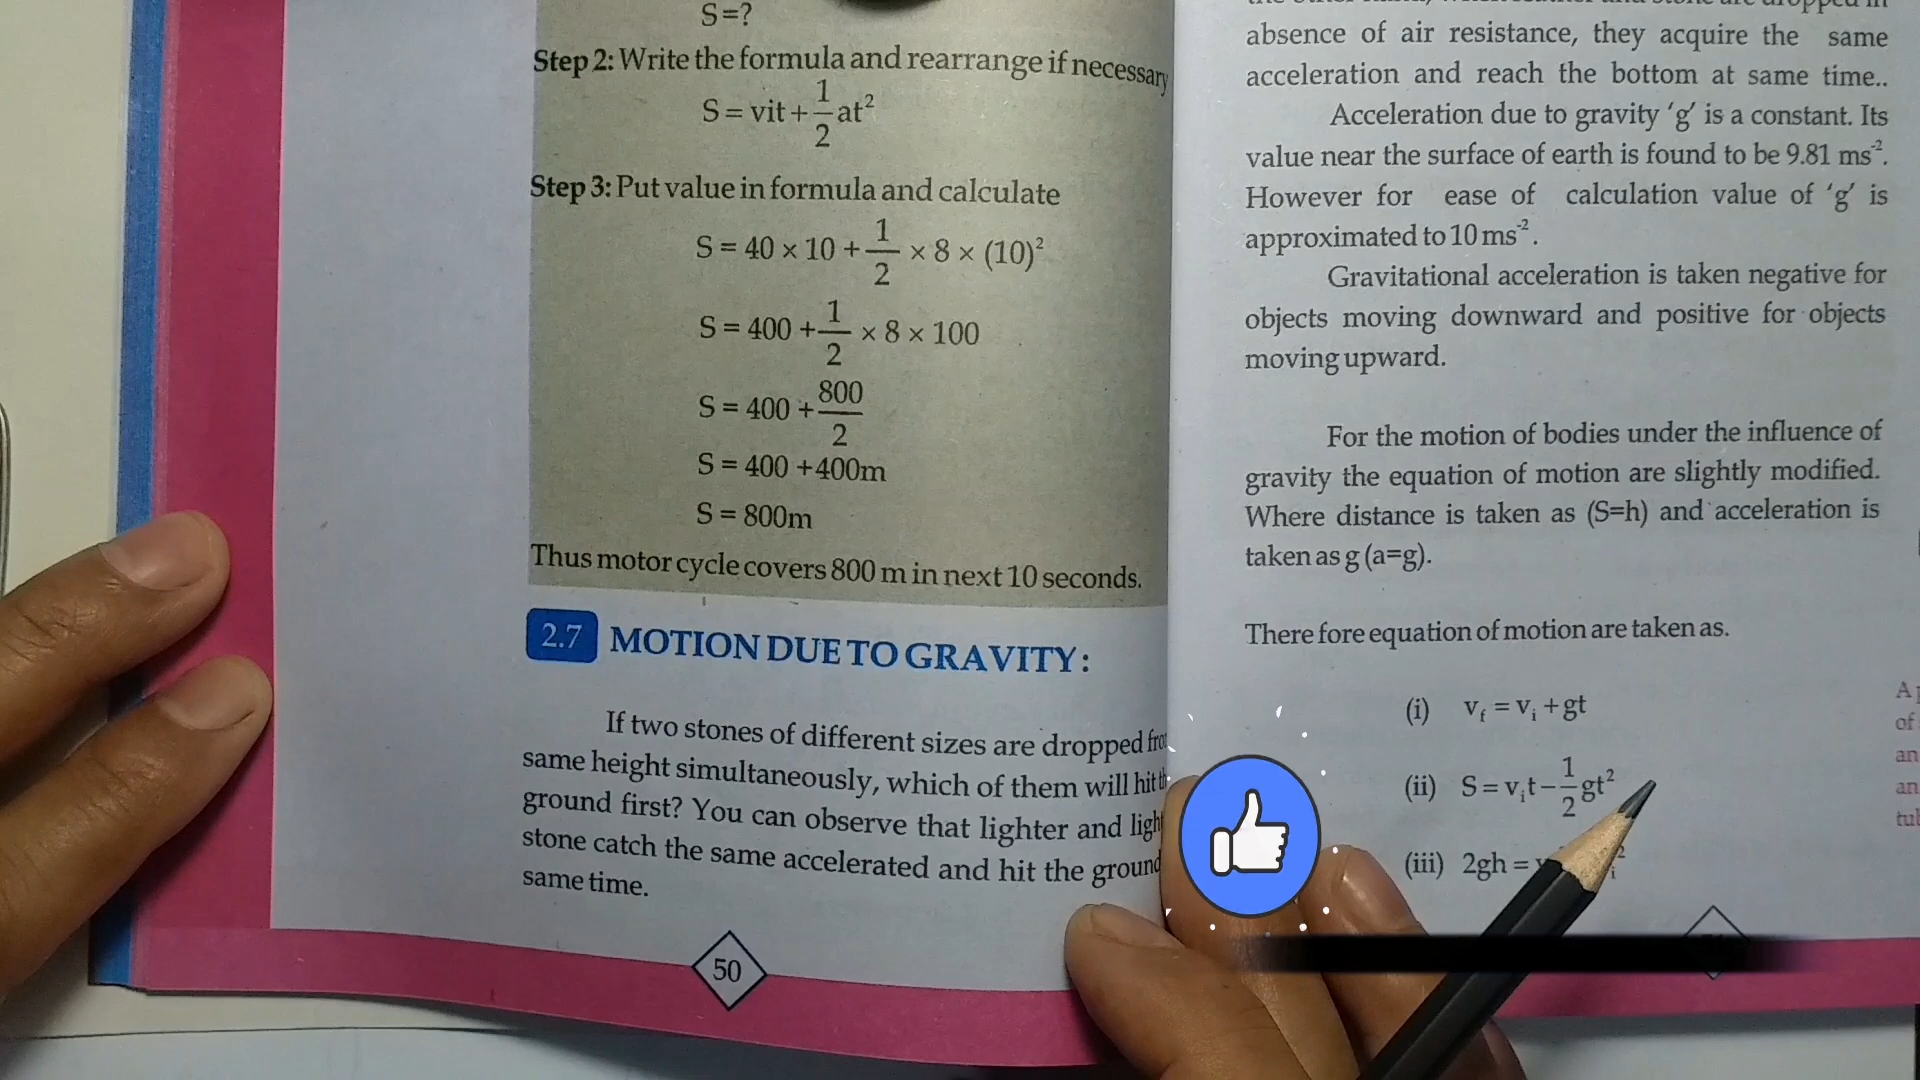 S=?
Step 2: Write the formula and rearrange if necessary
S = vit + 1/2 at²
Step 3: Put value in formula and calculate
S = 40 × 10 + 1/2 × 8 × (10)²
S = 400 + 1/2 × 8 × 100
S = 400 + 800/2
S = 400 +400m
S = 800m
Thus motor cycle covers 800 m in next 10 seconds.
2.7 MOTION DUE TO GRAVITY :
If two stones of different sizes are dropped
same height simultaneously, which of them will hit
ground first? You can observe that lighter and
stone catch the same accelerated and hit the ground
same time.
50
absence of air resistance, they acquire the same
acceleration and reach the bottom at same time..
Acceleration due to gravity 'g' is a constant. Its
value near the surface of earth is found to be 9.81 ms⁻².
However for ease of calculation value of 'g' is
approximated to 10 ms⁻².
Gravitational acceleration is taken negative for
objects moving downward and positive for objects
moving upward.
For the motion of bodies under the influence of
gravity the equation of motion are slightly modified.
Where distance is taken as (S=h) and acceleration is
taken as g (a=g).
There fore equation of motion are taken as.
(i) vf = vi +gt
(ii) S = vit − 1/2 gt²
(iii) 2gh =
of
an
an